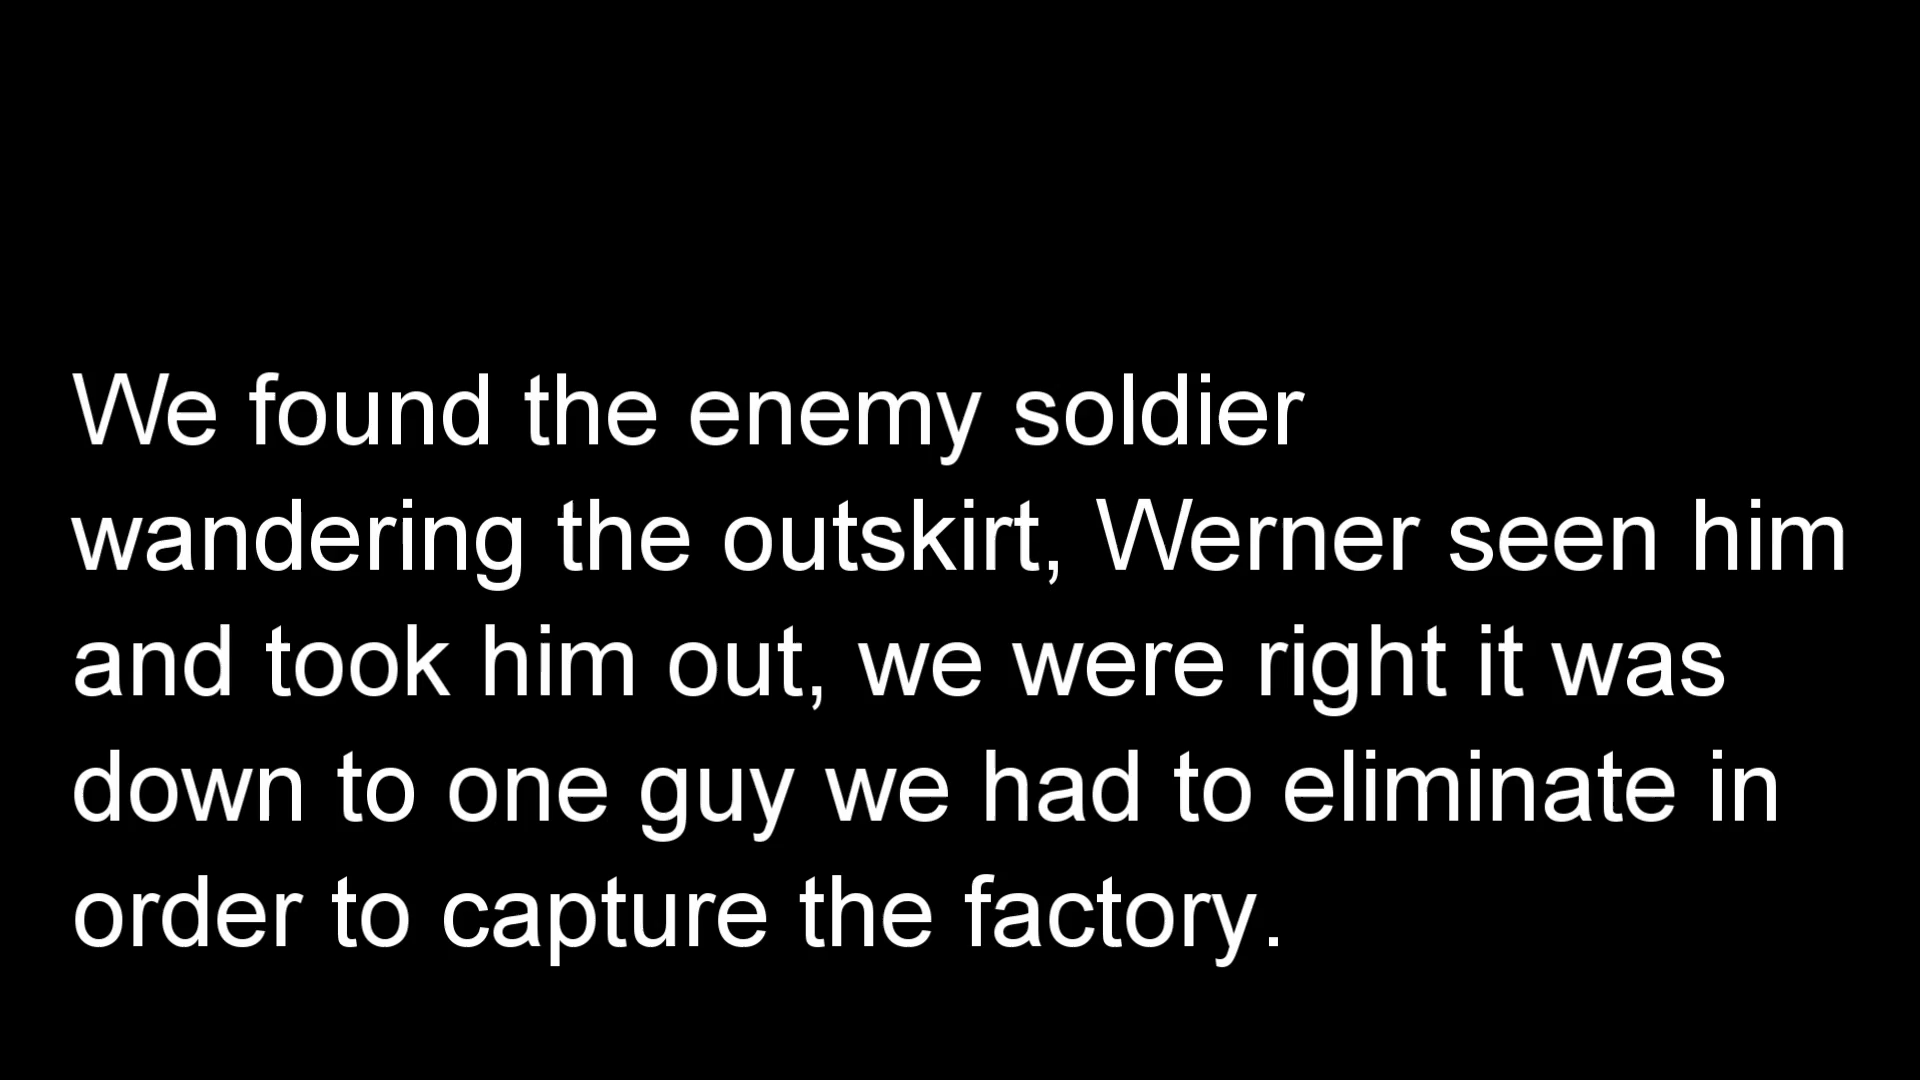 We found the enemy soldier
wandering the outskirt, Werner seen him
and took him out, we were right it was
down to one guy we had to eliminate in
order to capture the factory.